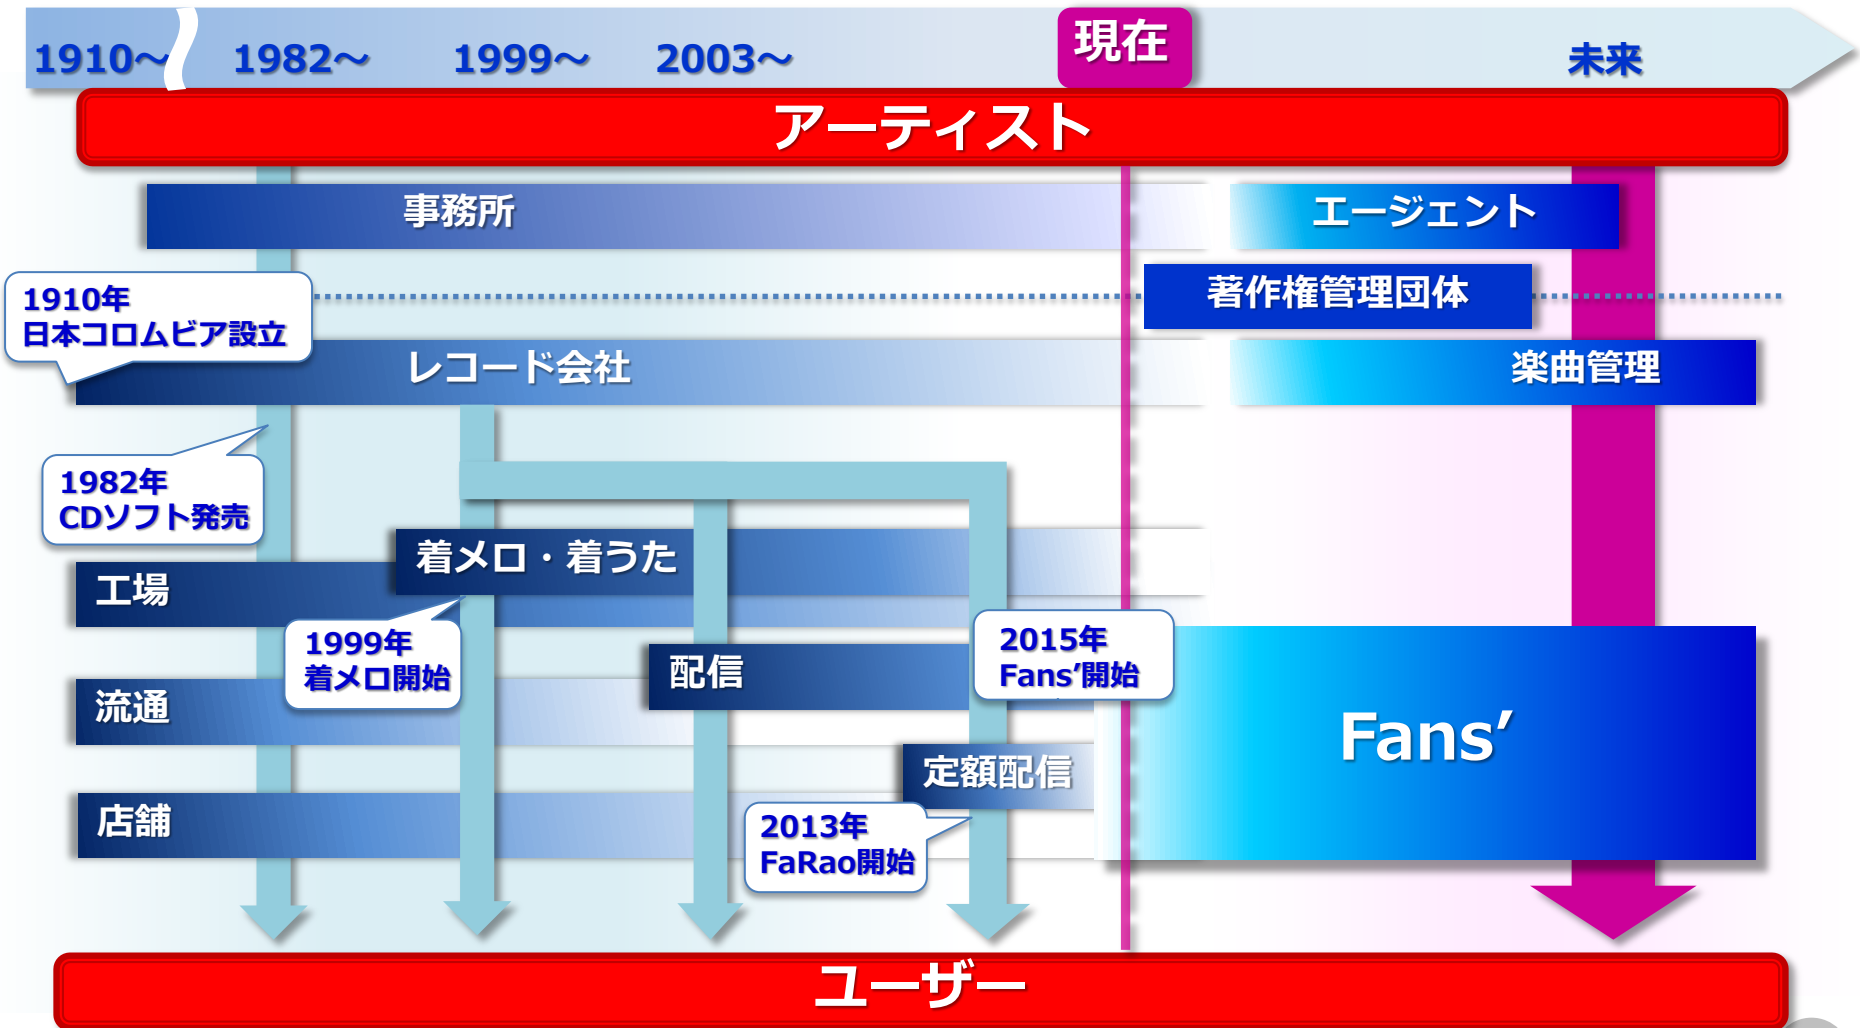 1910～
1982～
1999～
2003～
現在
未来
アーティスト
事務所
エージェント
著作権管理団体
1910年
日本コロムビア設立
レコード会社
楽曲管理
1982年
CDソフト発売
着メロ・着うた
工場
1999年
着メロ開始
配信
2015年
Fans’開始
流通
Fans’
定額配信
店舗
2013年
FaRao開始
ユーザー